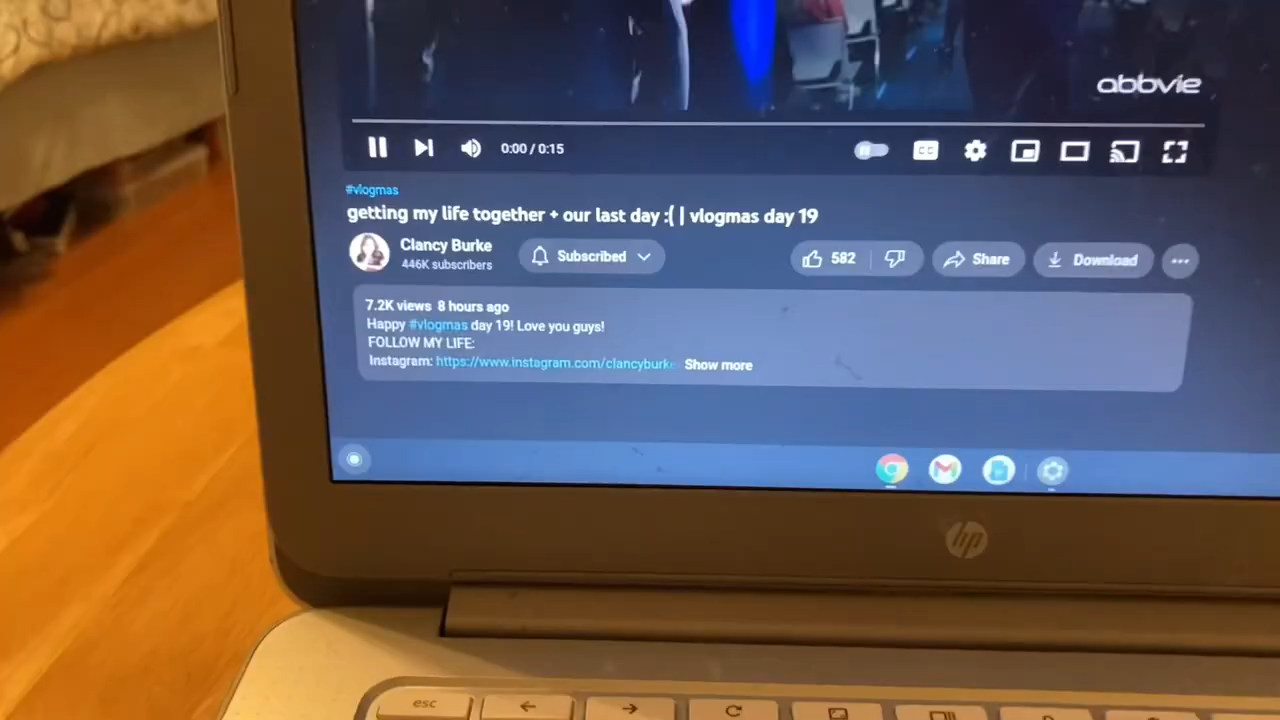 abbvie
0:00 / 0:15
CC
#vlogmas
getting my life together + our last day :( | vlogmas day 19
Clancy Burke
446K subscribers
Subscribed
582
Share
Download
7.2K views 8 hours ago
Happy #vlogmas day 19! Love you guys!
FOLLOW MY LIFE:
Instagram: https://www.instagram.com/clancyburke Show more
hp
esc